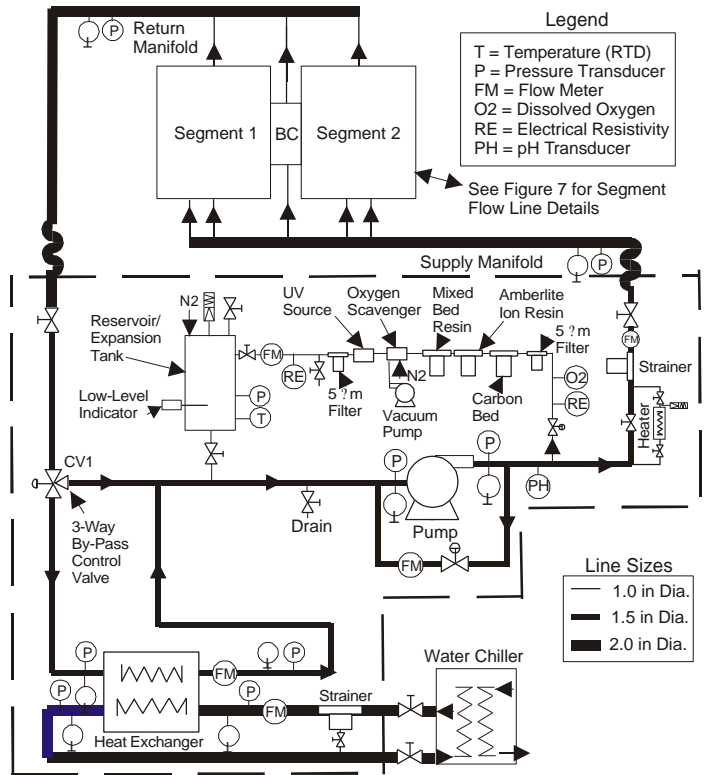 Return
Manifold
P
Segment 1
BC
Segment 2
Legend
T = Temperature (RTD)
P = Pressure Transducer
FM = Flow Meter
O2 = Dissolved Oxygen
RE = Electrical Resistivity
PH = pH Transducer
See Figure 7 for Segment
Flow Line Details
Supply Manifold
P
N2
Reservoir/
Expansion
Tank
Low-Level
Indicator
P
T
FM
RE
UV
Source
5 ?m
Filter
Oxygen
Scavenger
N2
Vacuum
Pump
Mixed
Bed
Resin
Amberlite
Ion Resin
Carbon
Bed
5 ?m
Filter
O2
RE
FM
Strainer
Heater
CV1
3-Way
By-Pass
Control
Valve
Drain
P
Pump
P
PH
FM
Line Sizes
1.0 in Dia.
1.5 in Dia.
2.0 in Dia.
P
FM
P
P
P
FM
Strainer
Heat Exchanger
Water Chiller